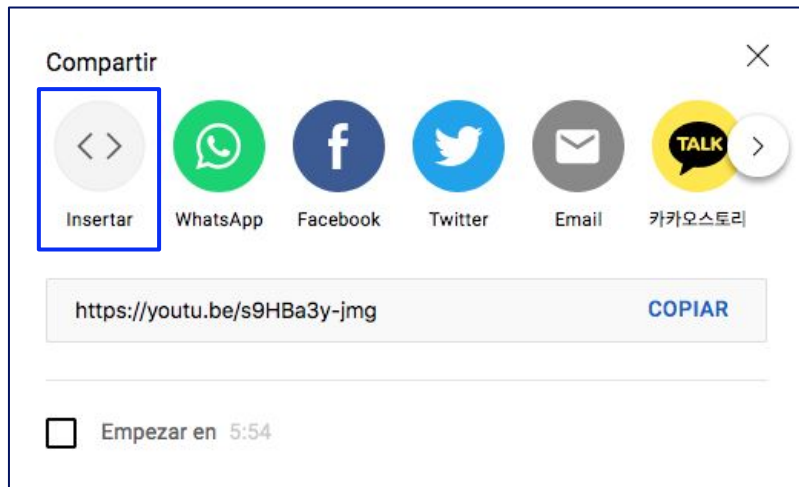 Compartir
TALK
Insertar WhatsApp Facebook Twitter Email 카카오스토리
https://youtu.be/s9HBa3y-jmg COPIAR
Empezar en 5:54